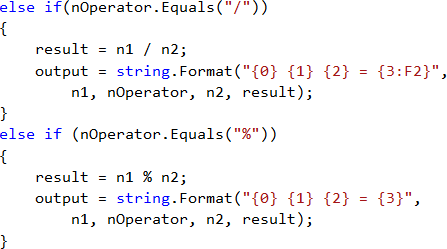 else if(nOperator.Equals("/"))
{
    result = n1 / n2;
    output = string.Format("{0} {1} {2} = {3:F2}",
        n1, nOperator, n2, result);
}
else if (nOperator.Equals("%"))
{
    result = n1 % n2;
    output = string.Format("{0} {1} {2} = {3}",
        n1, nOperator, n2, result);
}